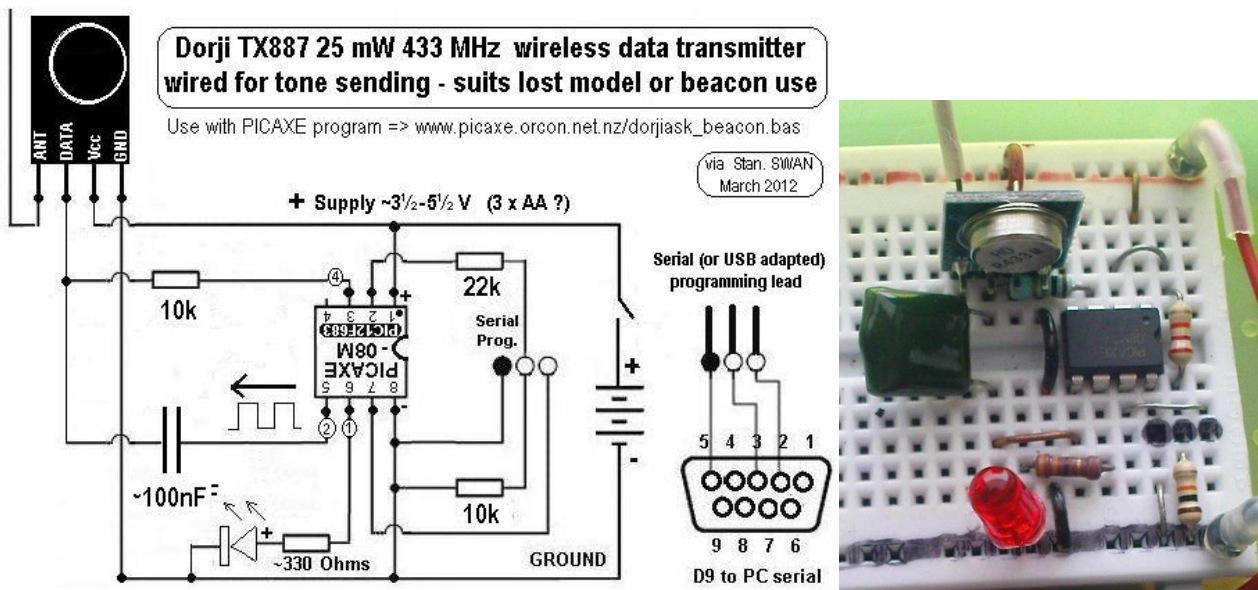 Dorji TX887 25 mW 433 MHz wireless data transmitter
wired for tone sending - suits lost model or beacon use
Use with PICAXE program => www.picaxe.orcon.net.nz/dorjiask_beacon.bas
via Stan. SWAN
March 2012
ANT
DATA
Vcc
GND
+ Supply ~3½-5½ V (3 x AA ?)
10k
4
22k
+
4 3 2 1
PIC12F683
- 08M
PICAXE
5 6 7 8
-
2 1
Serial
Prog.
+
-
~100nF
+
~330 Ohms
10k
GROUND
Serial (or USB adapted)
programming lead
5 4 3 2 1
9 8 7 6
D9 to PC serial
PICAXE